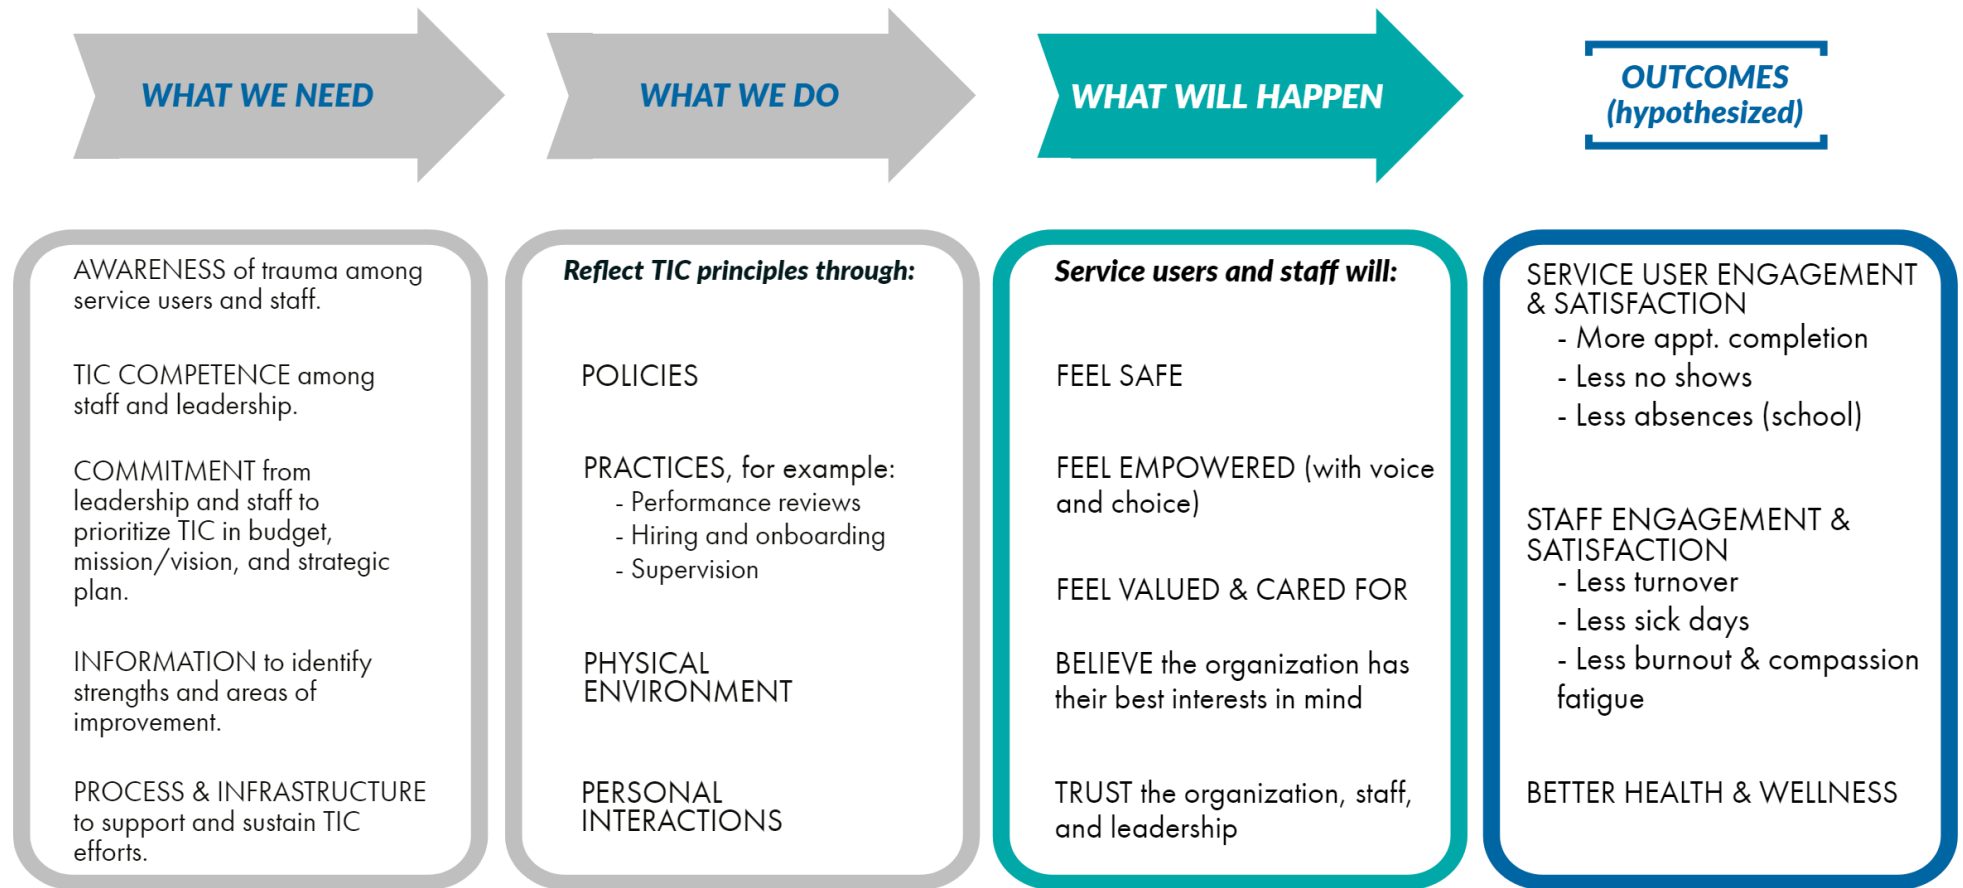 WHAT WE NEED
WHAT WE DO
WHAT WILL HAPPEN
OUTCOMES
(hypothesized)
AWARENESS of trauma among
service users and staff.
TIC COMPETENCE among
staff and leadership.
COMMITMENT from
leadership and staff to
prioritize TIC in budget,
mission/vision, and strategic
plan.
INFORMATION to identify
strengths and areas of
improvement.
PROCESS & INFRASTRUCTURE
to support and sustain TIC
efforts.
Reflect TIC principles through:
POLICIES
PRACTICES, for example:
- Performance reviews
- Hiring and onboarding
- Supervision
PHYSICAL
ENVIRONMENT
PERSONAL
INTERACTIONS
Service users and staff will:
FEEL SAFE
FEEL EMPOWERED (with voice
and choice)
FEEL VALUED & CARED FOR
BELIEVE the organization has
their best interests in mind
TRUST the organization, staff,
and leadership
SERVICE USER ENGAGEMENT
& SATISFACTION
- More appt. completion
- Less no shows
- Less absences (school)
STAFF ENGAGEMENT &
SATISFACTION
- Less turnover
- Less sick days
- Less burnout & compassion
fatigue
BETTER HEALTH & WELLNESS